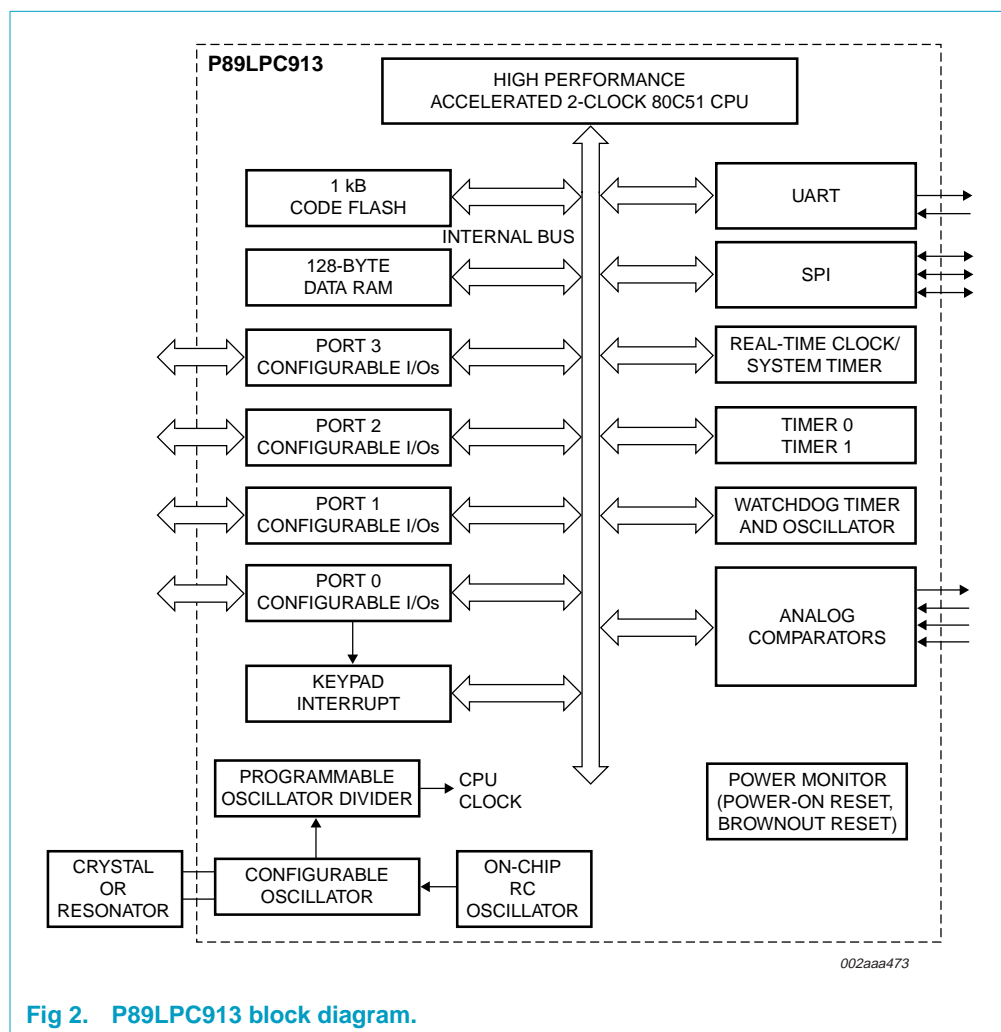 P89LPC913
HIGH PERFORMANCE
ACCELERATED 2-CLOCK 80C51 CPU
1 kB
CODE FLASH
UART
INTERNAL BUS
128-BYTE
DATA RAM
SPI
PORT 3
CONFIGURABLE I/Os
REAL-TIME CLOCK/
SYSTEM TIMER
PORT 2
CONFIGURABLE I/Os
TIMER 0
TIMER 1
PORT 1
CONFIGURABLE I/Os
WATCHDOG TIMER
AND OSCILLATOR
PORT 0
CONFIGURABLE I/Os
ANALOG
COMPARATORS
KEYPAD
INTERRUPT
PROGRAMMABLE
OSCILLATOR DIVIDER
CPU
CLOCK
POWER MONITOR
(POWER-ON RESET,
BROWNOUT RESET)
CRYSTAL
OR
RESONATOR
CONFIGURABLE
OSCILLATOR
ON-CHIP
RC
OSCILLATOR
002aaa473
Fig 2. P89LPC913 block diagram.